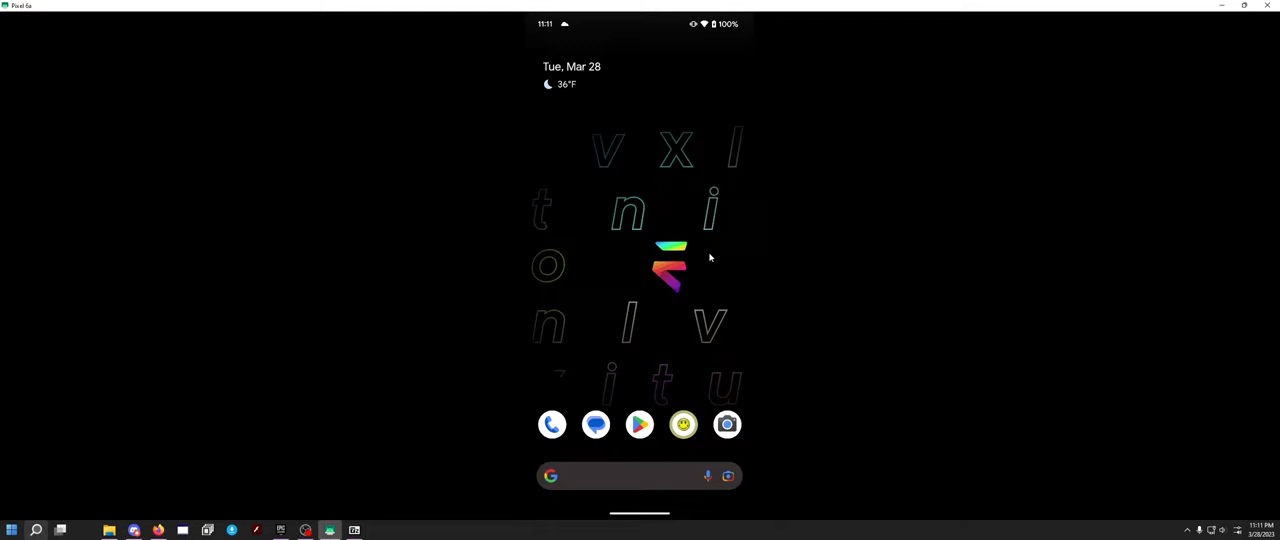 Pixel 6a
11:11
100%
Tue, Mar 28
36°F
v x l
t n i
o
n l v
z i t u
11:11 PM
3/28/2023